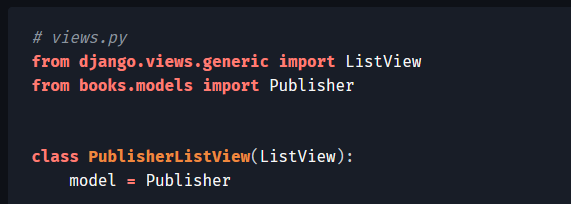 # views.py
from django.views.generic import ListView
from books.models import Publisher
class PublisherListView(ListView):
    model = Publisher